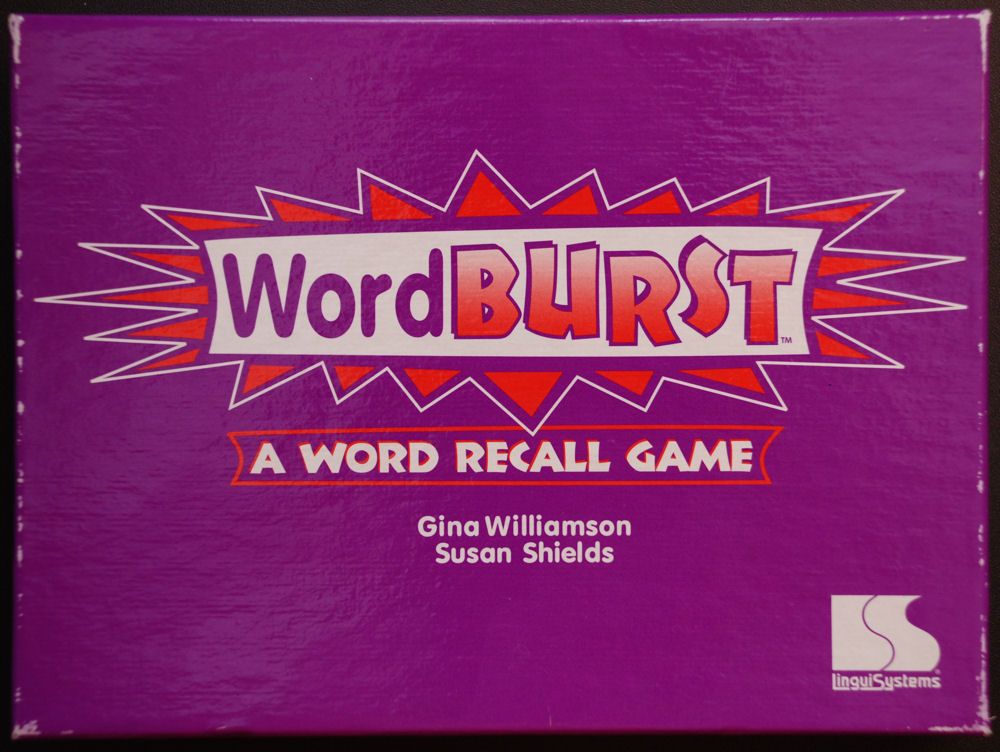 WordBURST™
A WORD RECALL GAME
Gina Williamson
Susan Shields
LinguiSystems®